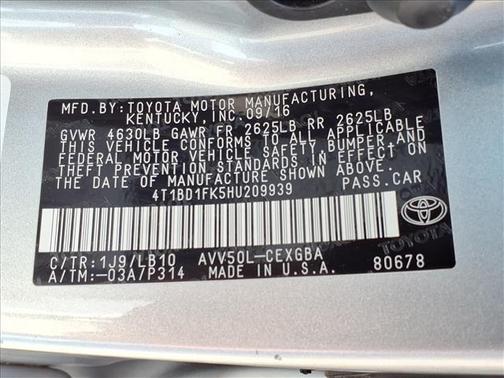 MFD.BY:TOYOTA MOTOR MANUFACTURING,
KENTUCKY, INC. 09/16
GVWR 4630LB GAWR FR 2625LB RR 2625LB
THIS VEHICLE CONFORMS TO ALL APPLICABLE
FEDERAL MOTOR VEHICLE SAFETY, BUMPER, AND
THEFT PREVENTION STANDARDS IN EFFECT ON THE
DATE OF MANUFACTURE SHOWN ABOVE.
4T1BD1FK5HU209939 PASS.CAR
TOYOTA
C/TR:1J9/LB10 AVV50L-CEXGBA
A/TM:-03A7P314 MADE IN U.S.A. 80678